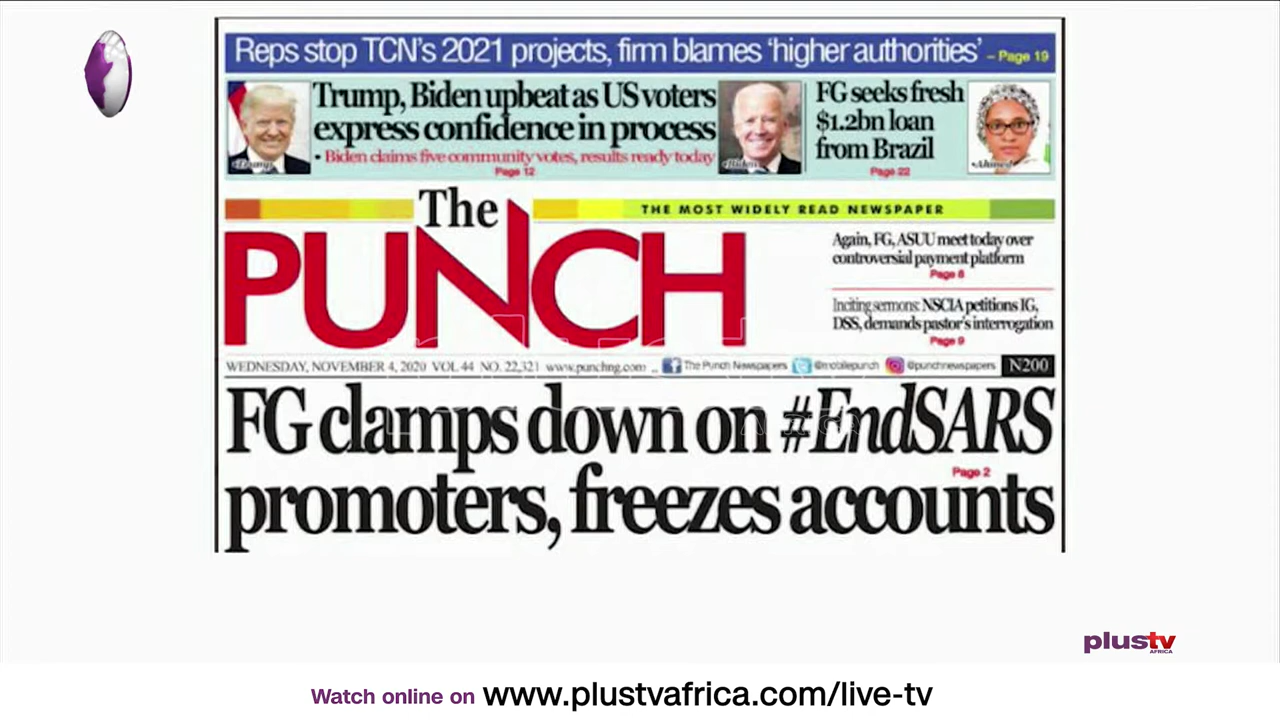 Reps stop TCN's 2021 projects, firm blames 'higher authorities' – Page 19
Trump, Biden upbeat as US voters
express confidence in process
• Biden claims five community votes, results ready today
Page 12
•Trump
•Biden
FG seeks fresh
$1.2bn loan
from Brazil
Page 22
•Ahmed
The
PUNCH
THE MOST WIDELY READ NEWSPAPER
Again, FG, ASUU meet today over
controversial payment platform
Page 8
Inciting sermons: NSCIA petitions IG,
DSS, demands pastor's interrogation
Page 9
WEDNESDAY, NOVEMBER 4, 2020 VOL 44 NO. 22,321 www.punchng.com The Punch Newspapers @mobilepunch @punchnewspapers N200
FG clamps down on #EndSARS
Page 2
promoters, freezes accounts
plustv
AFRICA
Watch online on www.plustvafrica.com/live-tv